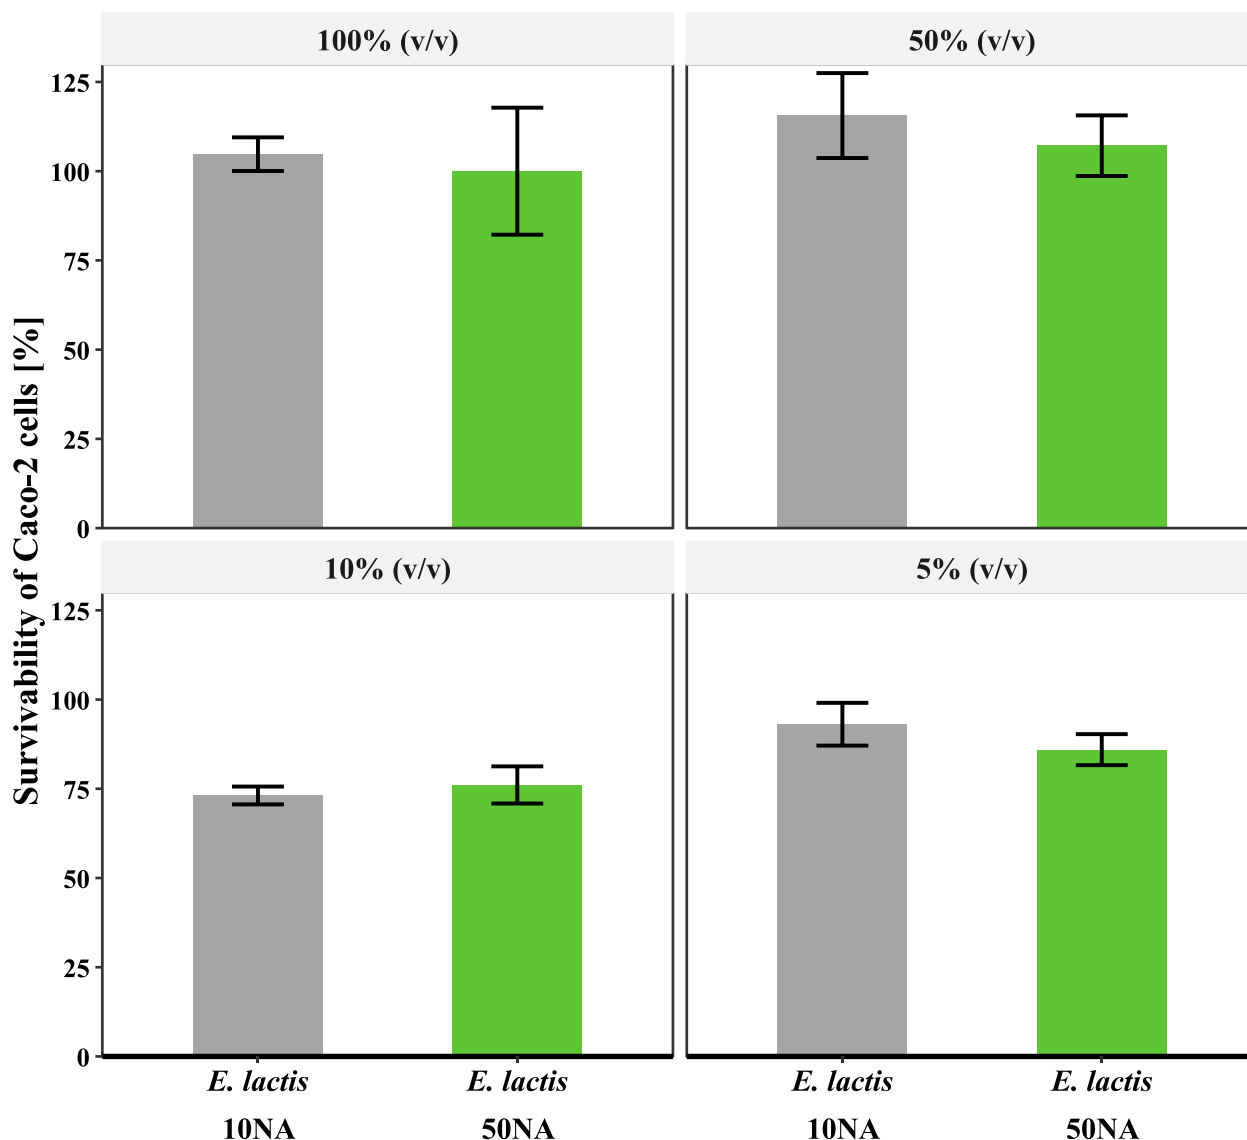 Survivability of Caco-2 cells [%]
100% (v/v)
50% (v/v)
125
100
75
50
25
0
10% (v/v)
5% (v/v)
125
100
75
50
25
0
E. lactis
10NA
E. lactis
50NA
E. lactis
10NA
E. lactis
50NA